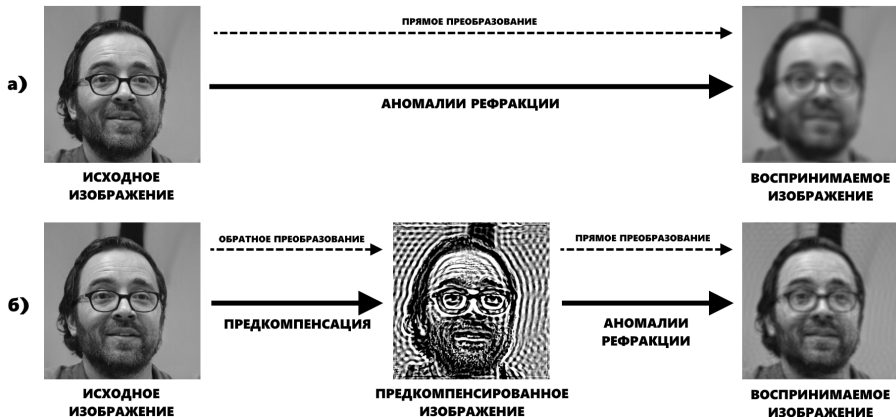 ПРЯМОЕ ПРЕОБРАЗОВАНИЕ
а)
АНОМАЛИИ РЕФРАКЦИИ
ИСХОДНОЕ
ИЗОБРАЖЕНИЕ
ВОСПРИНИМАЕМОЕ
ИЗОБРАЖЕНИЕ
ОБРАТНОЕ ПРЕОБРАЗОВАНИЕ
ПРЯМОЕ ПРЕОБРАЗОВАНИЕ
б)
ПРЕДКОМПЕНСАЦИЯ
АНОМАЛИИ
РЕФРАКЦИИ
ИСХОДНОЕ
ИЗОБРАЖЕНИЕ
ПРЕДКОМПЕНСИРОВАННОЕ
ИЗОБРАЖЕНИЕ
ВОСПРИНИМАЕМОЕ
ИЗОБРАЖЕНИЕ